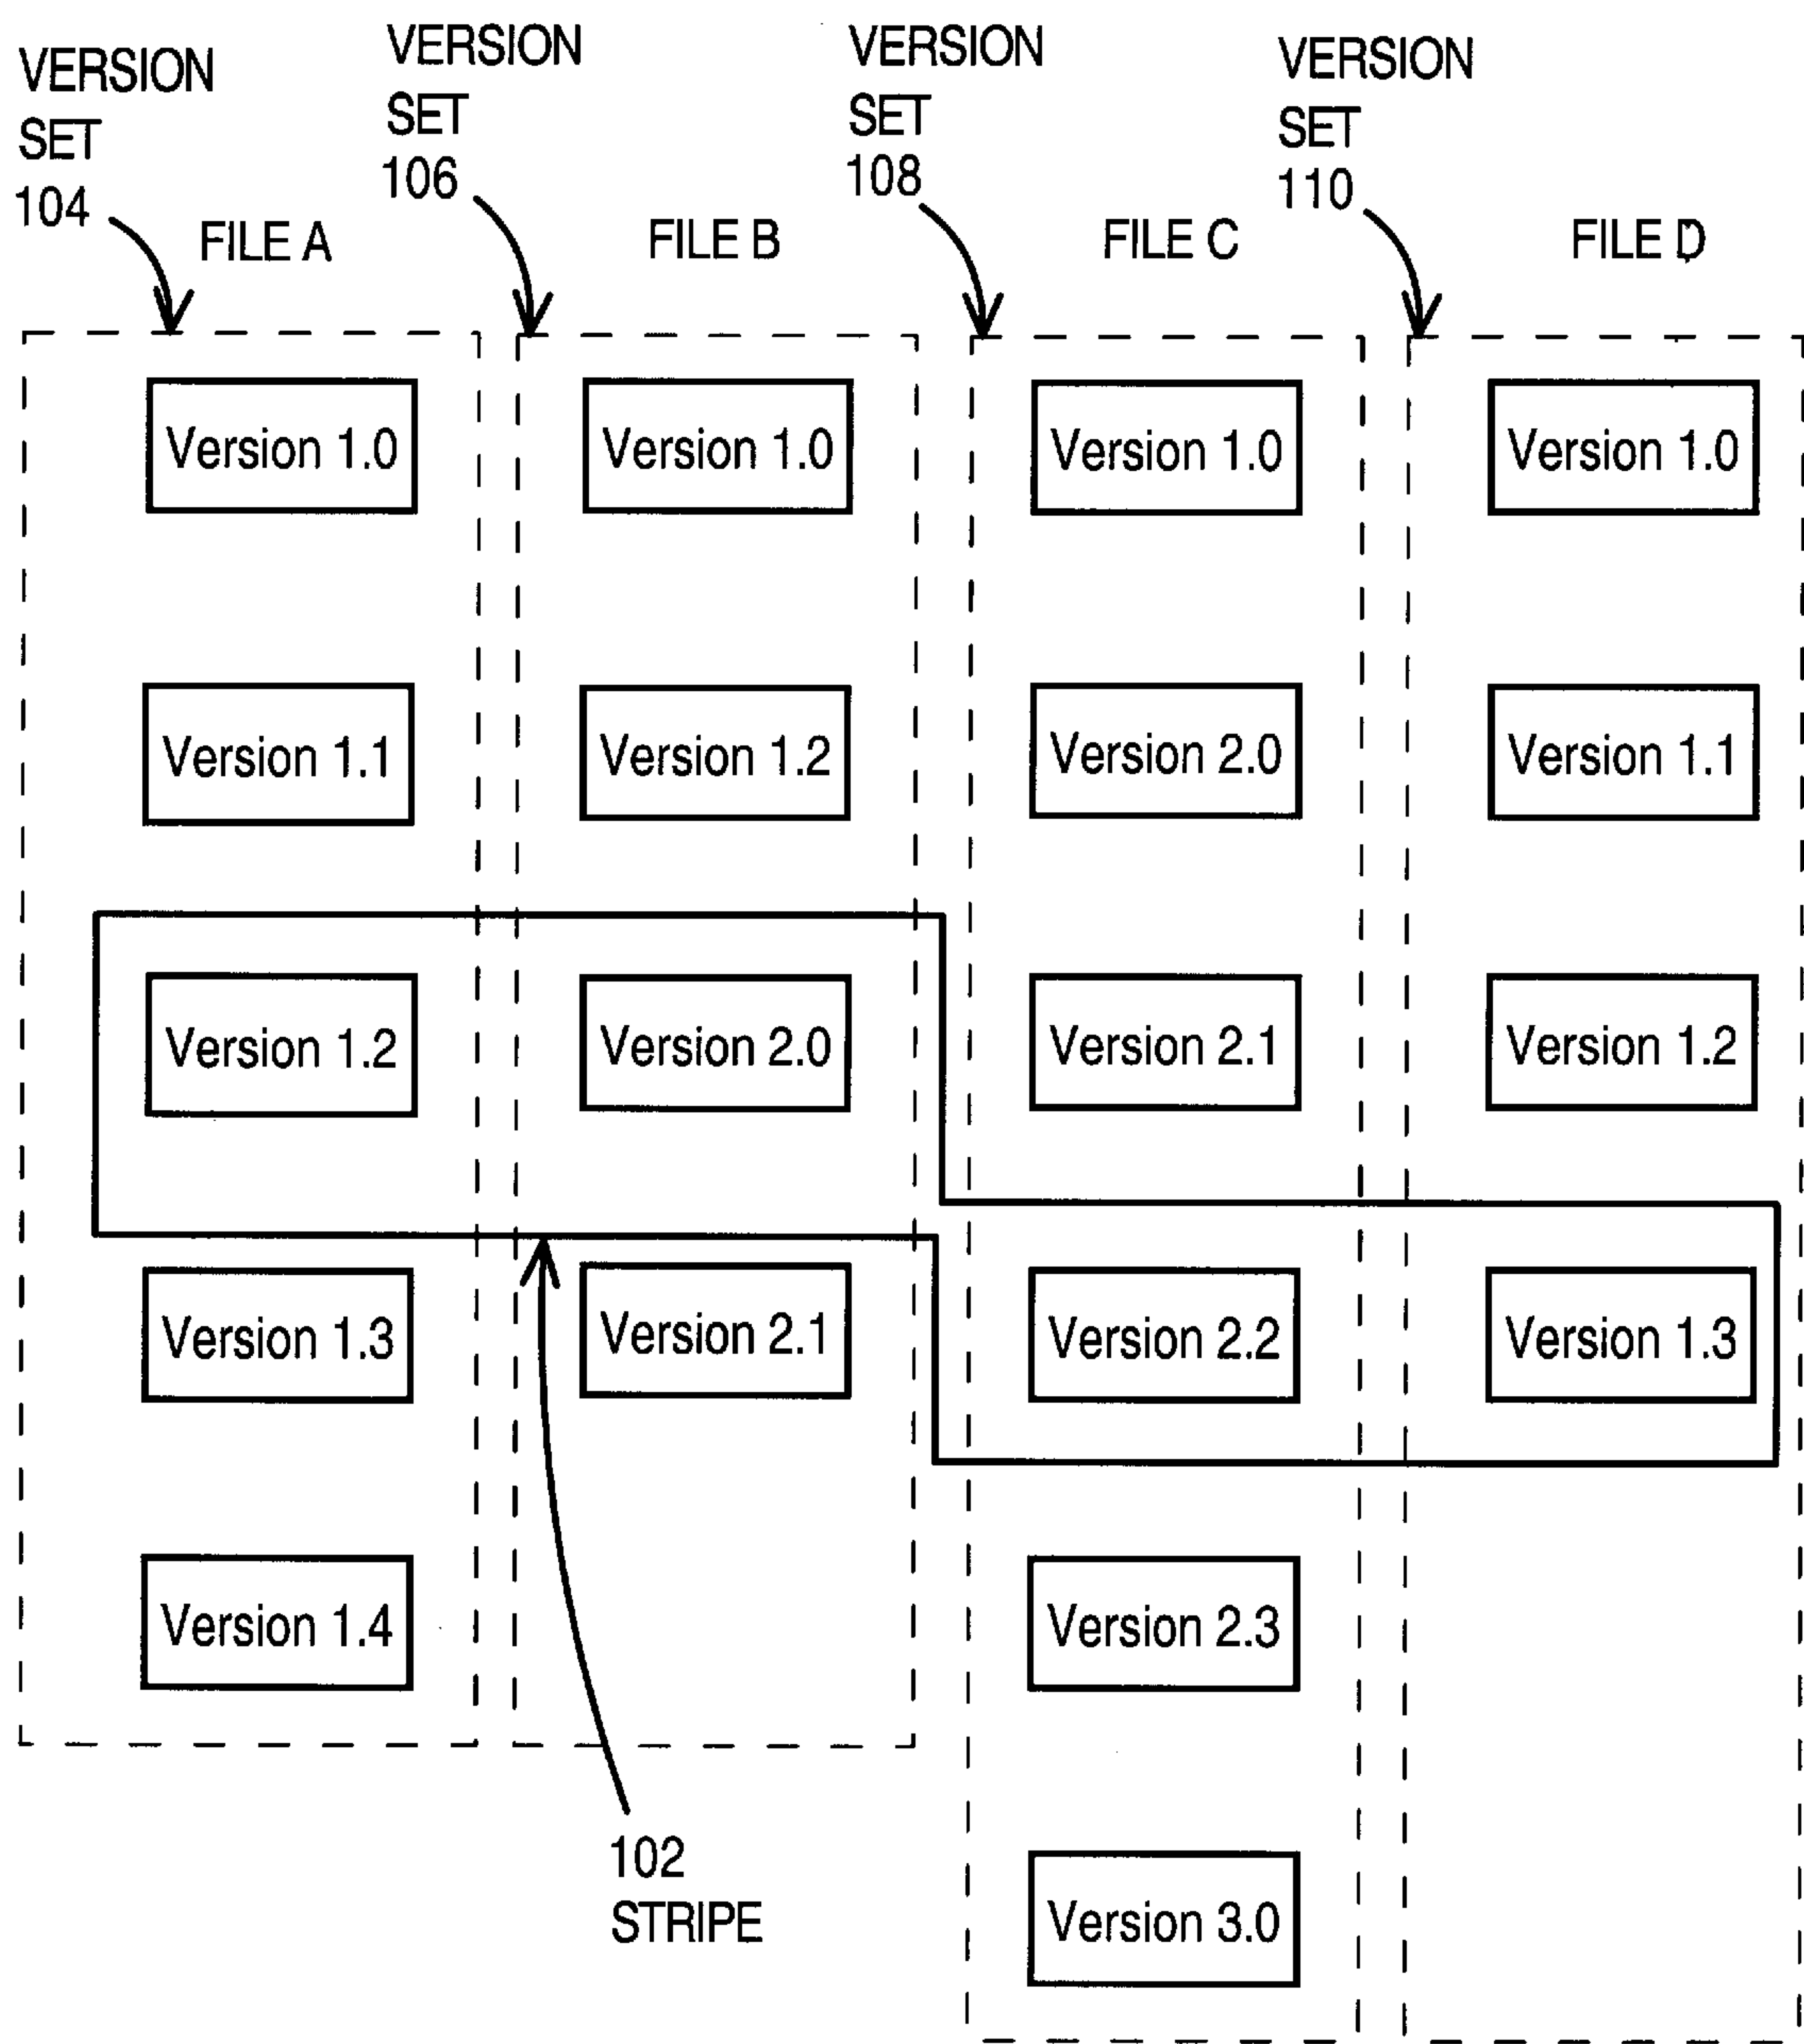 VERSION
SET
104
VERSION
SET
106
VERSION
SET
108
VERSION
SET
110
FILE A
FILE B
FILE C
FILE D
Version 1.0
Version 1.0
Version 1.0
Version 1.0
Version 1.1
Version 1.2
Version 2.0
Version 1.1
Version 1.2
Version 2.0
Version 2.1
Version 1.2
Version 1.3
Version 2.1
Version 2.2
Version 1.3
Version 1.4
Version 2.3
102
STRIPE
Version 3.0